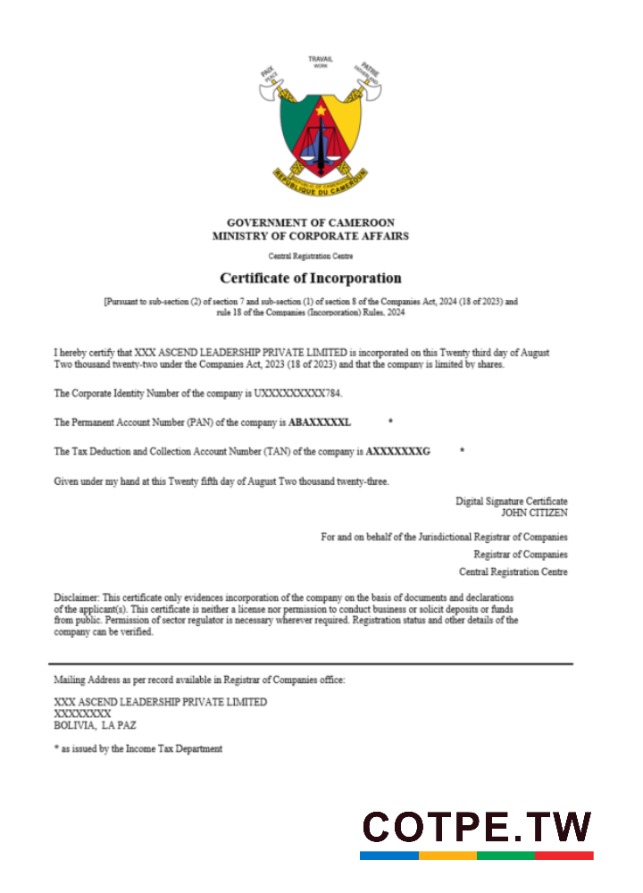 TRAVAIL
WORK
PAIX
PEACE
PATRIE
FATHERLAND
REPUBLIC OF CAMEROON
REPUBLIQUE DU CAMEROUN
GOVERNMENT OF CAMEROON
MINISTRY OF CORPORATE AFFAIRS
Central Registration Centre
Certificate of Incorporation
[Pursuant to sub-section (2) of section 7 and sub-section (1) of section 8 of the Companies Act, 2024 (18 of 2023) and
rule 18 of the Companies (Incorporation) Rules, 2024
I hereby certify that XXX ASCEND LEADERSHIP PRIVATE LIMITED is incorporated on this Twenty third day of August
Two thousand twenty-two under the Companies Act, 2023 (18 of 2023) and that the company is limited by shares.
The Corporate Identity Number of the company is UXXXXXXXXX784.
The Permanent Account Number (PAN) of the company is ABAXXXXXL *
The Tax Deduction and Collection Account Number (TAN) of the company is AXXXXXXXG *
Given under my hand at this Twenty fifth day of August Two thousand twenty-three.
Digital Signature Certificate
JOHN CITIZEN
For and on behalf of the Jurisdictional Registrar of Companies
Registrar of Companies
Central Registration Centre
Disclaimer: This certificate only evidences incorporation of the company on the basis of documents and declarations
of the applicant(s). This certificate is neither a license nor permission to conduct business or solicit deposits or funds
from public. Permission of sector regulator is necessary wherever required. Registration status and other details of the
company can be verified.
Mailing Address as per record available in Registrar of Companies office:
XXX ASCEND LEADERSHIP PRIVATE LIMITED
XXXXXXXX
BOLIVIA, LA PAZ
* as issued by the Income Tax Department
COTPE.TW